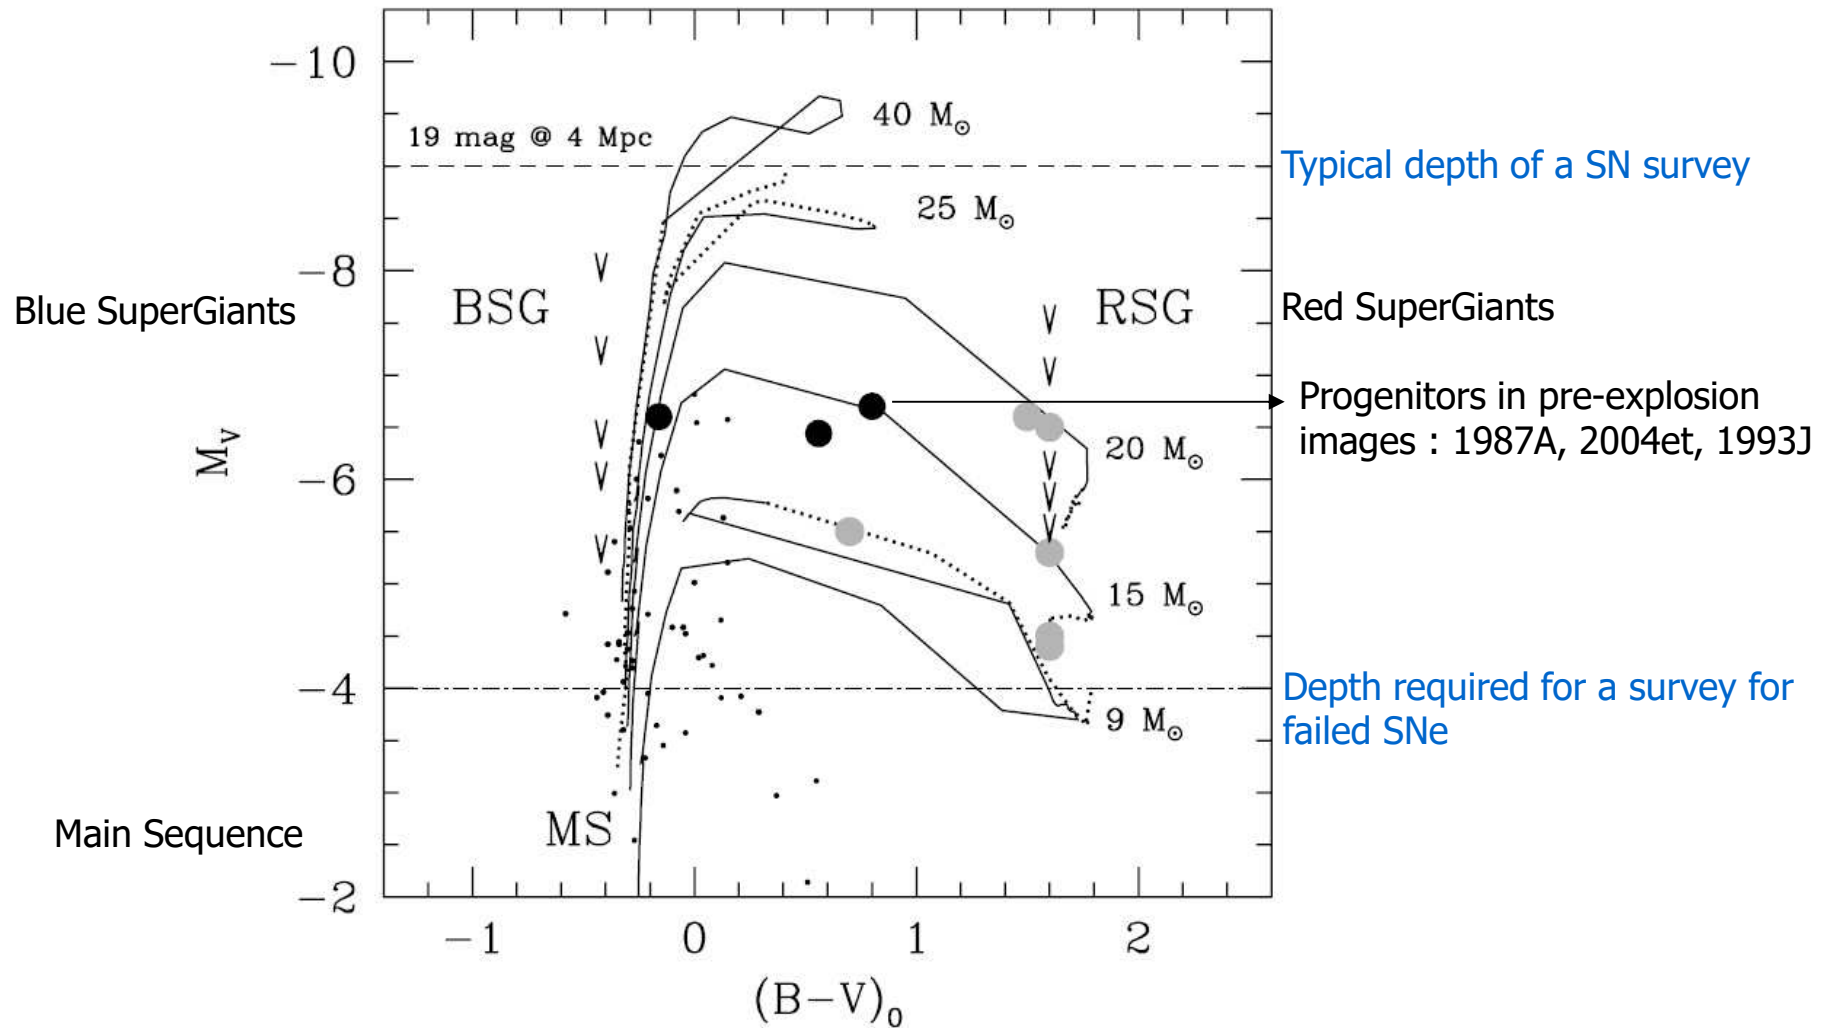 -10
40 M⊙
19 mag @ 4 Mpc
Typical depth of a SN survey
25 M⊙
-8
Blue SuperGiants
BSG
RSG
Red SuperGiants
Progenitors in pre-explosion
images : 1987A, 2004et, 1993J
M_V
20 M⊙
-6
15 M⊙
-4
Depth required for a survey for
failed SNe
9 M⊙
Main Sequence
MS
-2
-1 0 1 2
(B-V)₀